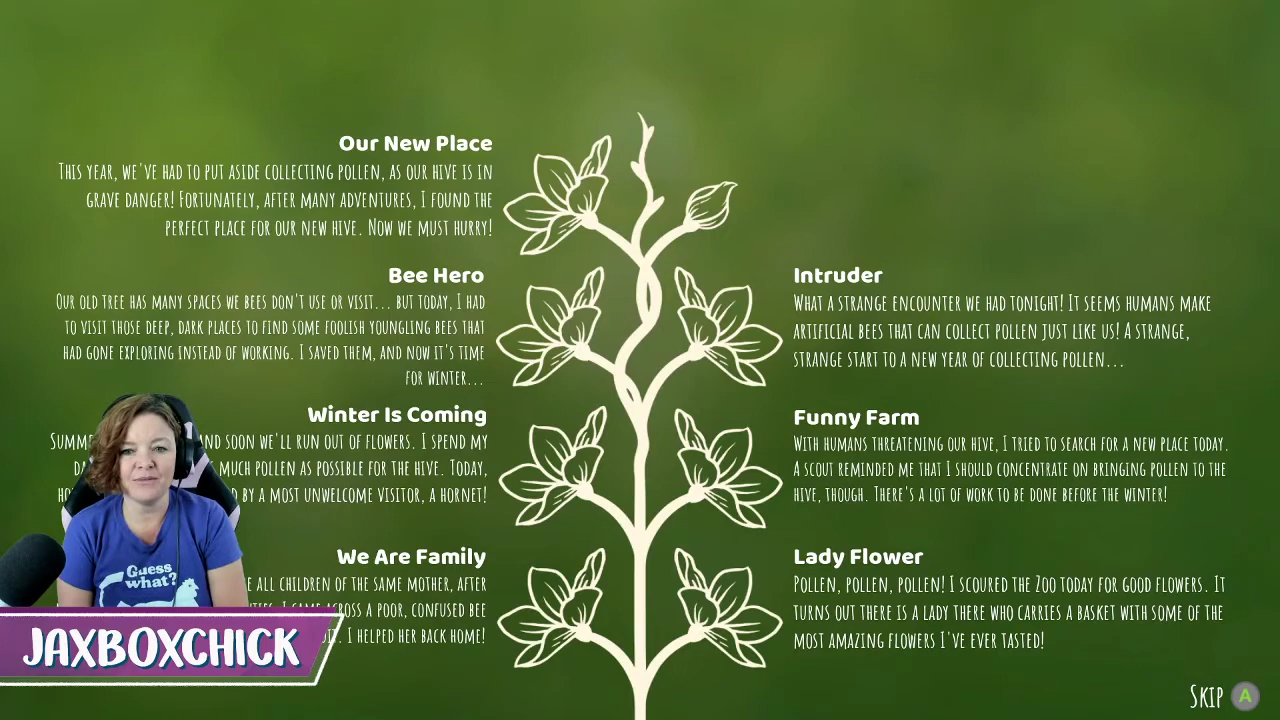 Our New Place
This year, we've had to put aside collecting pollen, as our hive is in
grave danger! Fortunately, after many adventures, I found the
perfect place for our new hive. Now we must hurry!
Bee Hero
Our old tree has many spaces we bees don't use or visit... but today, I had
to visit those deep, dark places to find some foolish youngling bees that
had gone exploring instead of working. I saved them, and now it's time
for winter...
Winter Is Coming
and soon we'll run out of flowers. I spend my
much pollen as possible for the hive. Today,
by a most unwelcome visitor, a hornet!
We Are Family
all children of the same mother, after
I came across a poor, confused bee
I helped her back home!
Intruder
What a strange encounter we had tonight! It seems humans make
artificial bees that can collect pollen just like us! A strange,
strange start to a new year of collecting pollen...
Funny Farm
With humans threatening our hive, I tried to search for a new place today.
A scout reminded me that I should concentrate on bringing pollen to the
hive, though. There's a lot of work to be done before the winter!
Lady Flower
Pollen, pollen, pollen! I scoured the Zoo today for good flowers. It
turns out there is a lady there who carries a basket with some of the
most amazing flowers I've ever tasted!
Guess
what?
JAXBOXCHICK
Skip A